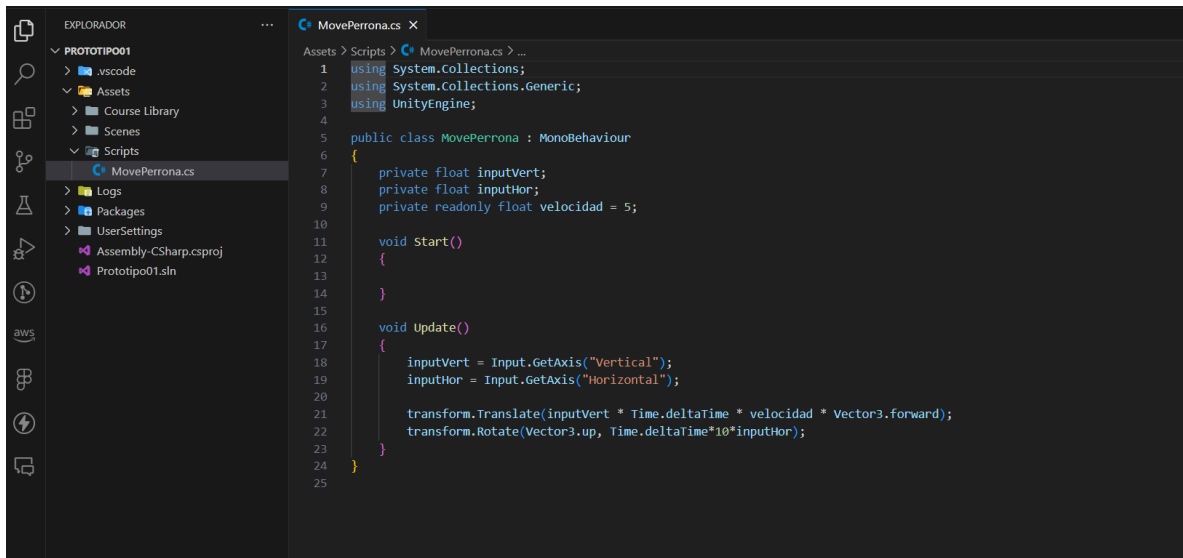 EXPLORADOR
PROTOTIPO01
.vscode
Assets
Course Library
Scenes
Scripts
MovePerrona.cs
Logs
Packages
UserSettings
Assembly-CSharp.csproj
Prototipo01.sln
aws
MovePerrona.cs
Assets > Scripts > MovePerrona.cs > ...
1 using System.Collections;
2 using System.Collections.Generic;
3 using UnityEngine;
4
5 public class MovePerrona : MonoBehaviour
6 {
7 private float inputVert;
8 private float inputHor;
9 private readonly float velocidad = 5;
10
11 void Start()
12 {
13
14 }
15
16 void Update()
17 {
18 inputVert = Input.GetAxis("Vertical");
19 inputHor = Input.GetAxis("Horizontal");
20
21 transform.Translate(inputVert * Time.deltaTime * velocidad * Vector3.forward);
22 transform.Rotate(Vector3.up, Time.deltaTime*10*inputHor);
23 }
24 }
25